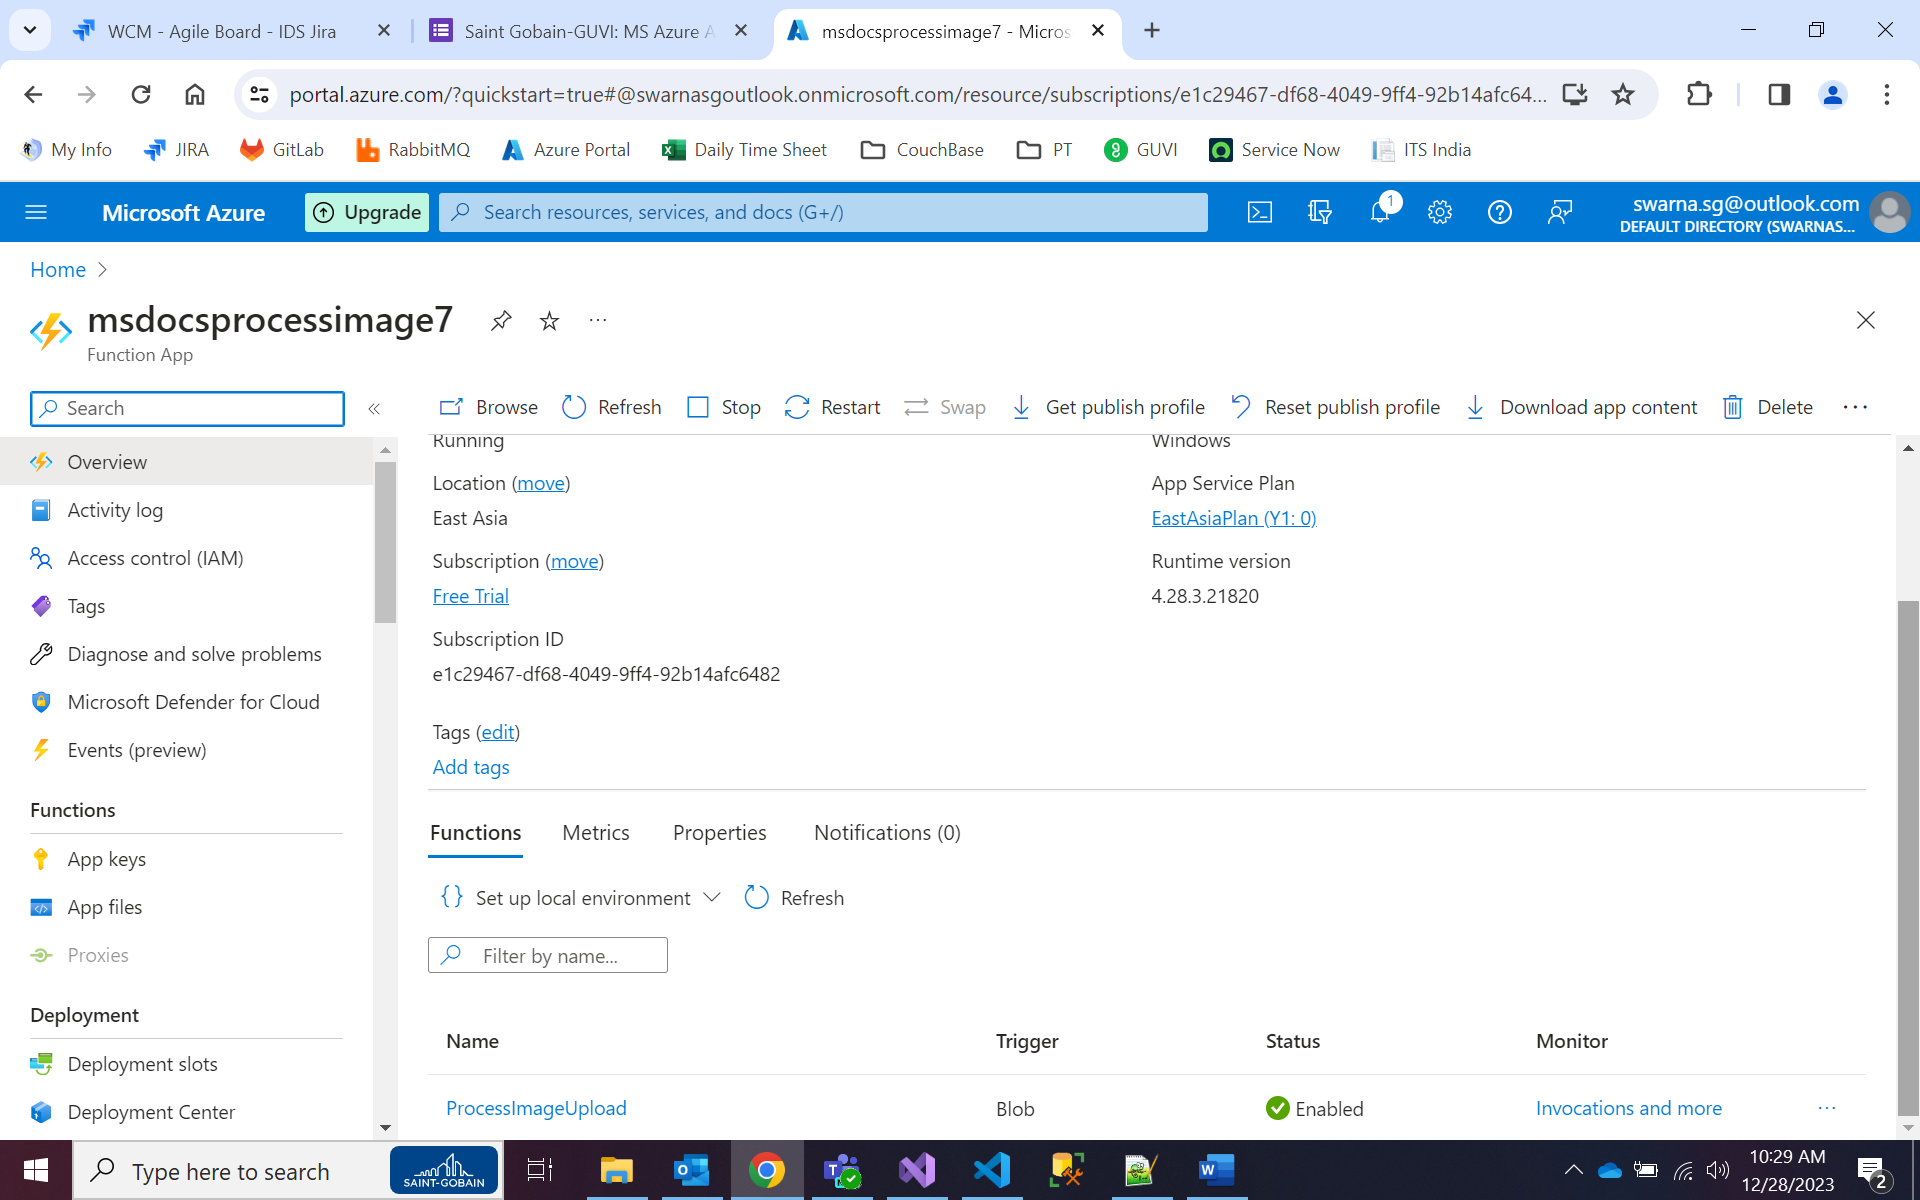 WCM - Agile Board - IDS Jira
Saint Gobain-GUVI: MS Azure A
msdocsprocessimage7 - Micros
portal.azure.com/?quickstart=true#@swarnasgoutlook.onmicrosoft.com/resource/subscriptions/e1c29467-df68-4049-9ff4-92b14afc64...
My Info JIRA GitLab RabbitMQ Azure Portal Daily Time Sheet CouchBase PT GUVI Service Now ITS India
Microsoft Azure Upgrade Search resources, services, and docs (G+/) 1 swarna.sg@outlook.com
DEFAULT DIRECTORY (SWARNAS...
Home
msdocsprocessimage7
Function App
Search
Browse Refresh Stop Restart Swap Get publish profile Reset publish profile Download app content Delete
Overview
Activity log
Access control (IAM)
Tags
Diagnose and solve problems
Microsoft Defender for Cloud
Events (preview)
Functions
App keys
App files
Proxies
Deployment
Deployment slots
Deployment Center
Running
Location (move)
East Asia
Subscription (move)
Free Trial
Subscription ID
e1c29467-df68-4049-9ff4-92b14afc6482
Tags (edit)
Add tags
Windows
App Service Plan
EastAsiaPlan (Y1: 0)
Runtime version
4.28.3.21820
Functions Metrics Properties Notifications (0)
{} Set up local environment Refresh
Filter by name...
Name Trigger Status Monitor
ProcessImageUpload Blob Enabled Invocations and more
Type here to search SAINT-GOBAIN
10:29 AM
12/28/2023
2